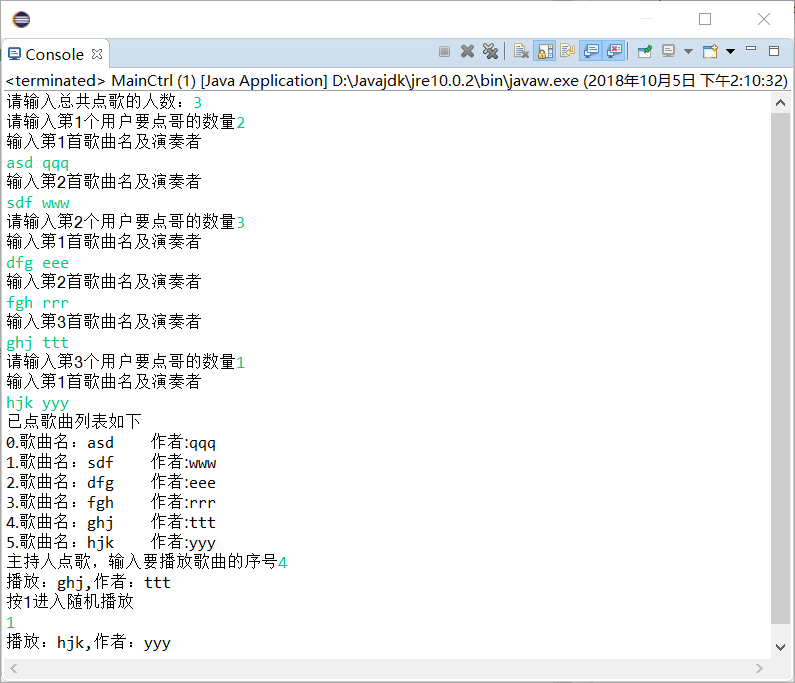 Console
<terminated> MainCtrl (1) [Java Application] D:\Javajdk\jre10.0.2\bin\javaw.exe (2018年10月5日 下午2:10:32)
请输入总共点歌的人数：3
请输入第1个用户要点哥的数量2
输入第1首歌曲名及演奏者
asd qqq
输入第2首歌曲名及演奏者
sdf www
请输入第2个用户要点哥的数量3
输入第1首歌曲名及演奏者
dfg eee
输入第2首歌曲名及演奏者
fgh rrr
输入第3首歌曲名及演奏者
ghj ttt
请输入第3个用户要点哥的数量1
输入第1首歌曲名及演奏者
hjk yyy
已点歌曲列表如下
0.歌曲名：asd    作者:qqq
1.歌曲名：sdf    作者:www
2.歌曲名：dfg    作者:eee
3.歌曲名：fgh    作者:rrr
4.歌曲名：ghj    作者:ttt
5.歌曲名：hjk    作者:yyy
主持人点歌，输入要播放歌曲的序号4
播放：ghj,作者：ttt
按1进入随机播放
1
播放：hjk,作者：yyy